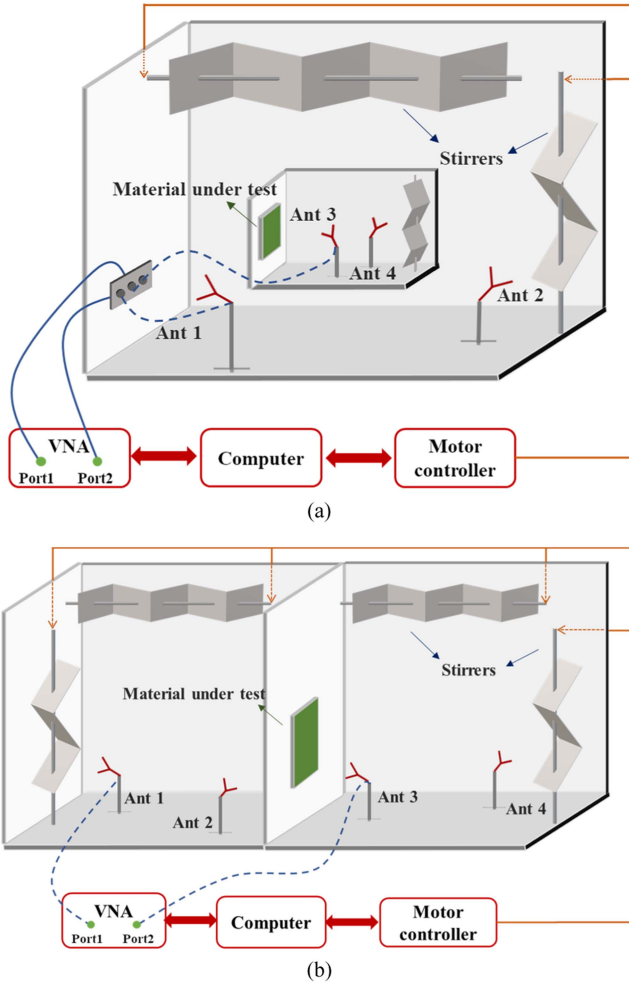 Stirrers
Material under test
Ant 3
Ant 4
Ant 2
Ant 1
VNA
Port1 Port2
Computer
Motor
controller
(a)
Stirrers
Material under test
Ant 1
Ant 2
Ant 3
Ant 4
VNA
Port1 Port2
Computer
Motor
controller
(b)